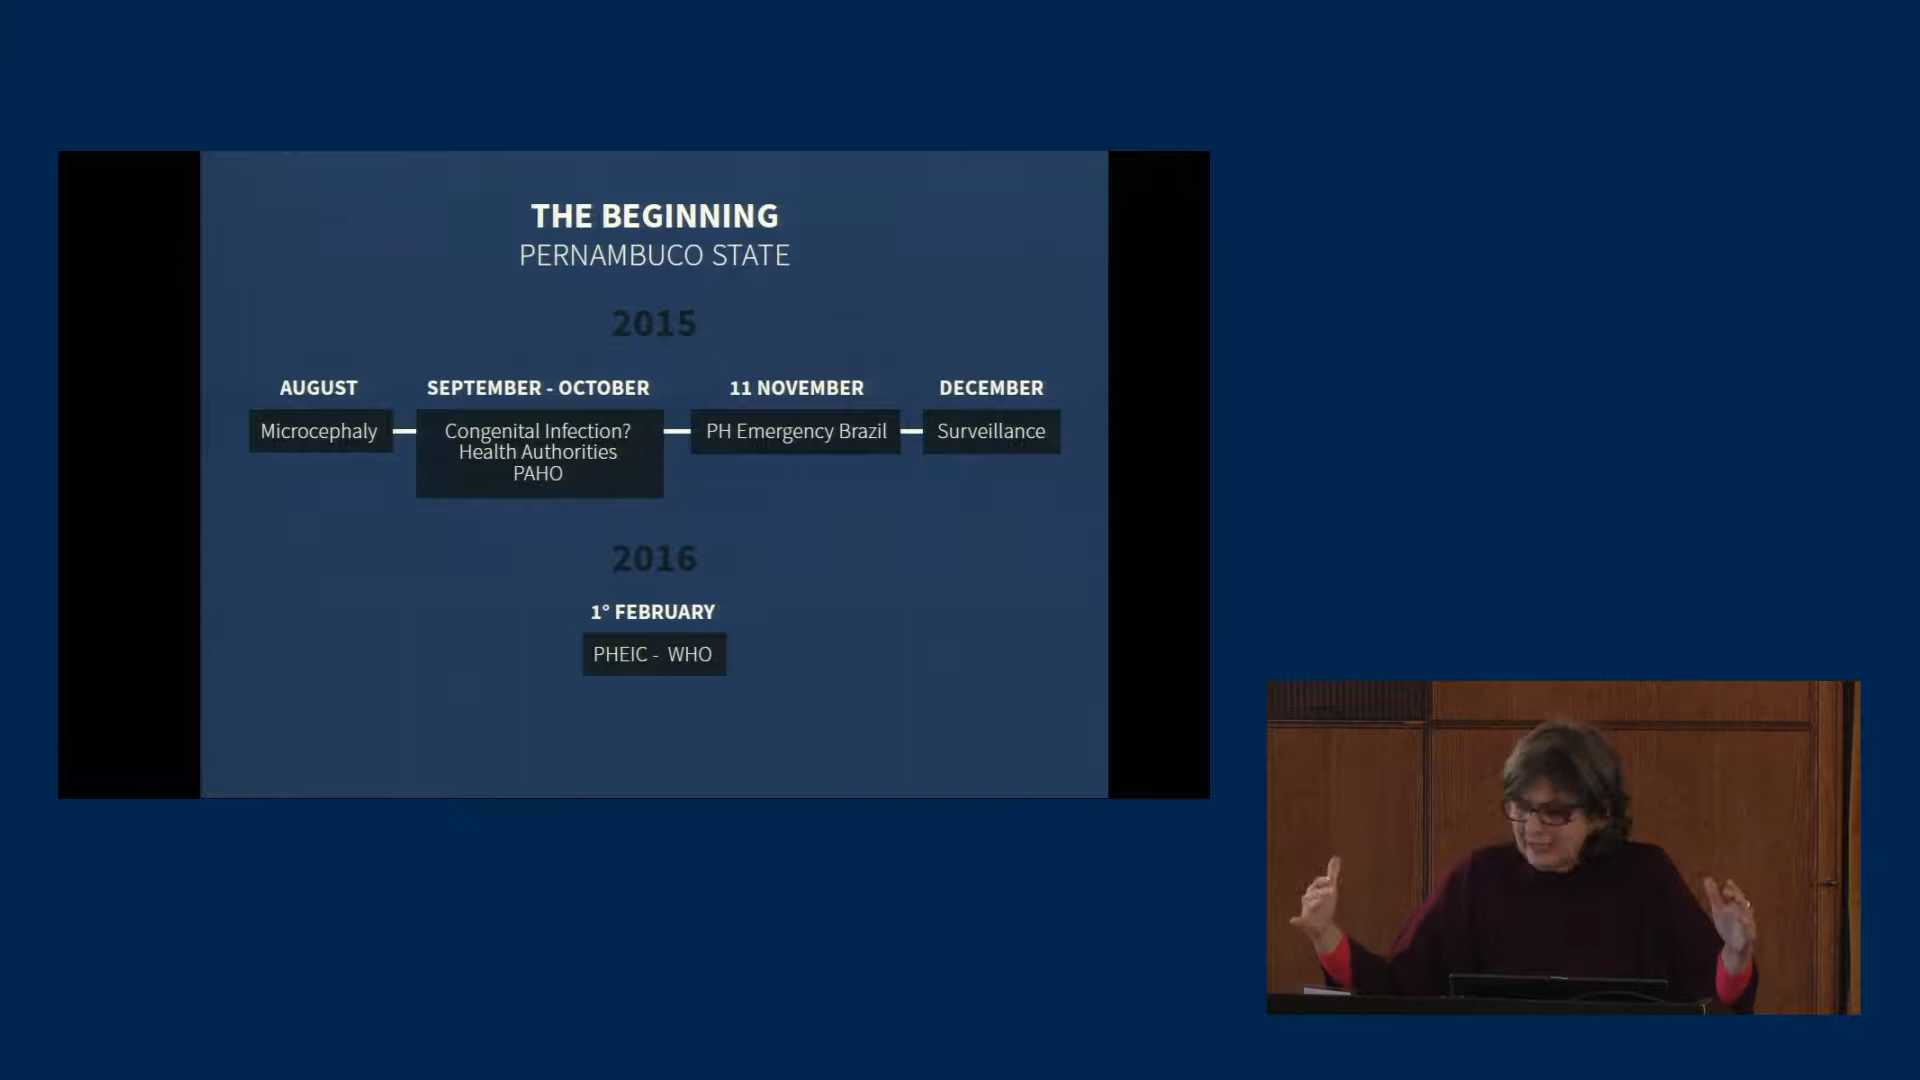 THE BEGINNING
PERNAMBUCO STATE
2015
AUGUST
Microcephaly
SEPTEMBER - OCTOBER
Congenital Infection?
Health Authorities
PAHO
11 NOVEMBER
PH Emergency Brazil
DECEMBER
Surveillance
2016
1° FEBRUARY
PHEIC - WHO